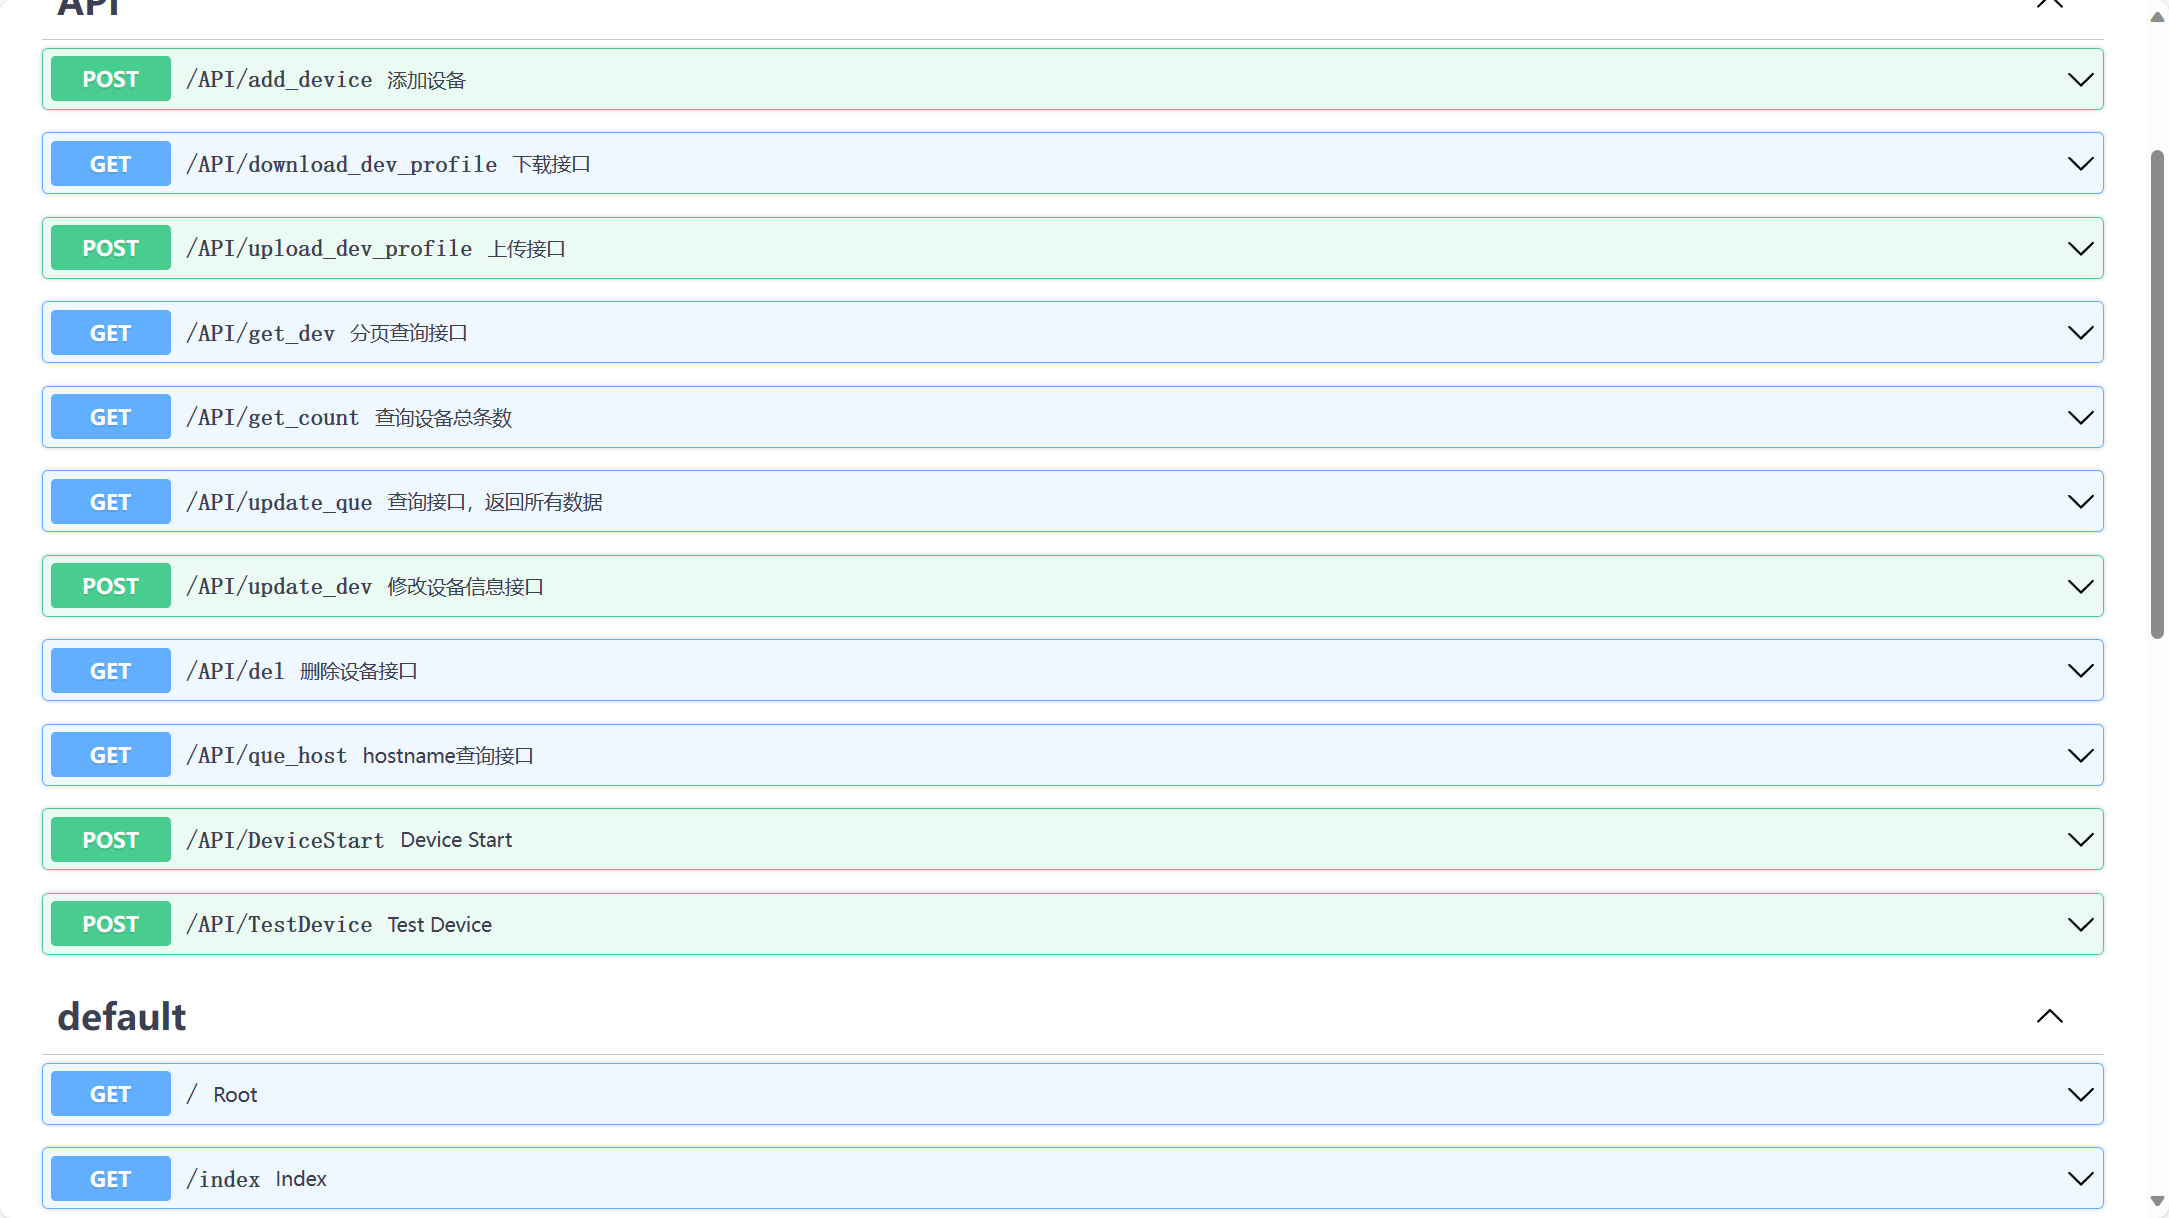 API
POST /API/add_device 添加设备
GET /API/download_dev_profile 下载接口
POST /API/upload_dev_profile 上传接口
GET /API/get_dev 分页查询接口
GET /API/get_count 查询设备总条数
GET /API/update_que 查询接口，返回所有数据
POST /API/update_dev 修改设备信息接口
GET /API/del 删除设备接口
GET /API/que_host hostname查询接口
POST /API/DeviceStart Device Start
POST /API/TestDevice Test Device
default
GET / Root
GET /index Index